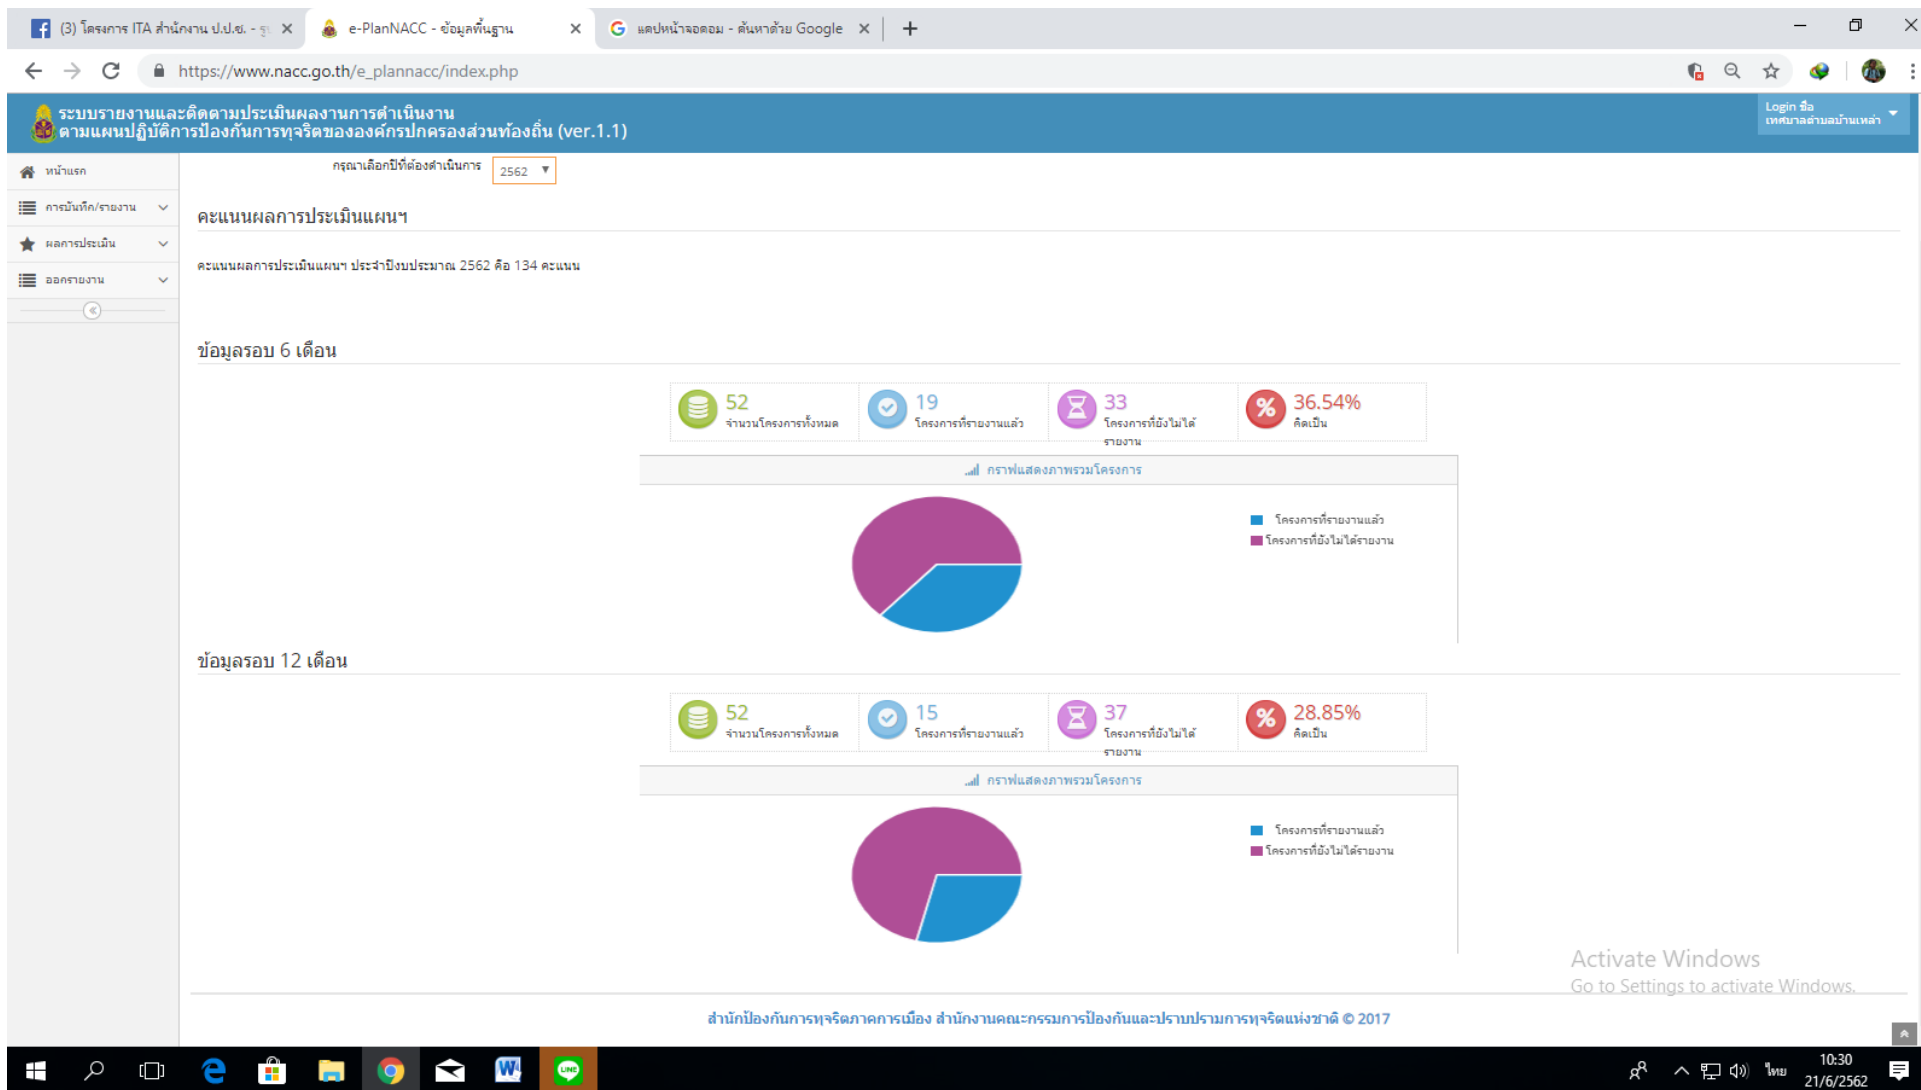 (3) โครงการ ITA สำนักงาน ป.ป.ช. - รูป
e-PlanNACC - ข้อมูลพื้นฐาน
แคปหน้าจอคอม - ค้นหาด้วย Google
https://www.nacc.go.th/e_plannacc/index.php
ระบบรายงานและติดตามประเมินผลงานการดำเนินงาน
ตามแผนปฏิบัติการป้องกันการทุจริตขององค์กรปกครองส่วนท้องถิ่น (ver.1.1)
Login ชื่อ
เทศบาลตำบลบ้านเหล่า
หน้าแรก
การบันทึก/รายงาน
ผลการประเมิน
ออกรายงาน
กรุณาเลือกปีที่ต้องดำเนินการ 2562
คะแนนผลการประเมินแผนฯ
คะแนนผลการประเมินแผนฯ ประจำปีงบประมาณ 2562 คือ 134 คะแนน
ข้อมูลรอบ 6 เดือน
52
จำนวนโครงการทั้งหมด
19
โครงการที่รายงานแล้ว
33
โครงการที่ยังไม่ได้
รายงาน
36.54%
คิดเป็น
กราฟแสดงภาพรวมโครงการ
โครงการที่รายงานแล้ว
โครงการที่ยังไม่ได้รายงาน
ข้อมูลรอบ 12 เดือน
52
จำนวนโครงการทั้งหมด
15
โครงการที่รายงานแล้ว
37
โครงการที่ยังไม่ได้
รายงาน
28.85%
คิดเป็น
กราฟแสดงภาพรวมโครงการ
โครงการที่รายงานแล้ว
โครงการที่ยังไม่ได้รายงาน
Activate Windows
Go to Settings to activate Windows.
สำนักป้องกันการทุจริตภาคการเมือง สำนักงานคณะกรรมการป้องกันและปราบปรามการทุจริตแห่งชาติ © 2017
LINE
ไทย
10:30
21/6/2562